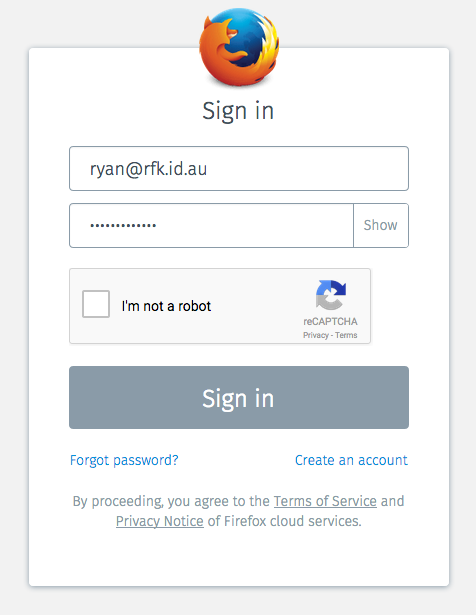 Sign in
ryan@rfk.id.au
•••••••••••••
Show
I'm not a robot
reCAPTCHA
Privacy - Terms
Sign in
Forgot password?
Create an account
By proceeding, you agree to the Terms of Service and
Privacy Notice of Firefox cloud services.